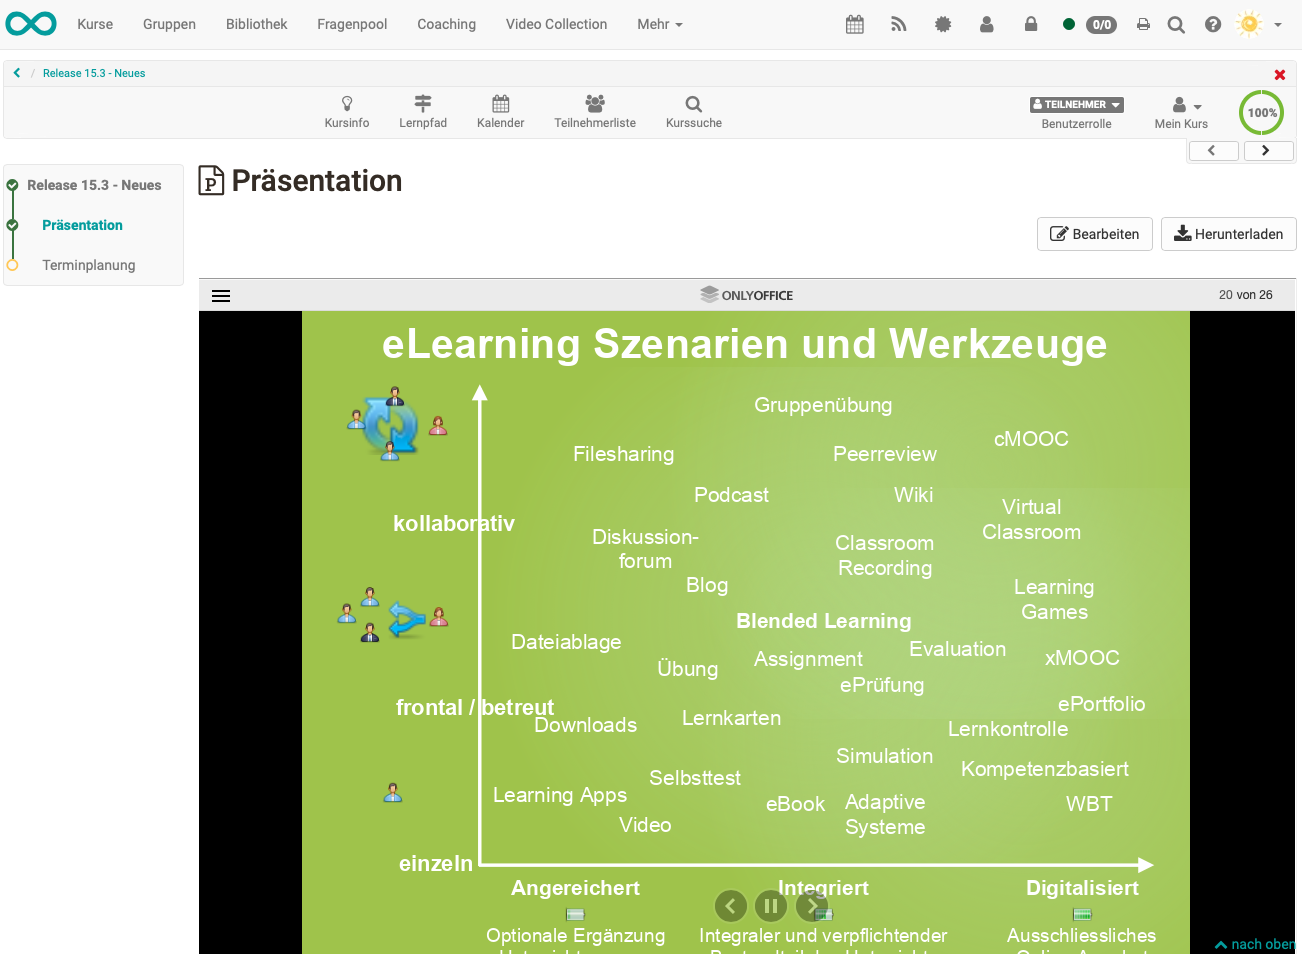 Kurse Gruppen Bibliothek Fragenpool Coaching Video Collection Mehr 0/0
Release 15.3 - Neues
Kursinfo Lernpfad Kalender Teilnehmerliste Kurssuche TEILNEHMER Benutzerrolle Mein Kurs 100%
Release 15.3 - Neues
Präsentation
Terminplanung
Präsentation
Bearbeiten Herunterladen
ONLYOFFICE 20 von 26
eLearning Szenarien und Werkzeuge
Gruppenübung
cMOOC
Filesharing Peerreview
Podcast Wiki
Virtual
Classroom
kollaborativ
Diskussion-
forum
Classroom
Recording
Blog
Learning
Games
Blended Learning
Dateiablage
Evaluation
Übung Assignment xMOOC
ePrüfung
frontal / betreut
ePortfolio
Downloads Lernkarten Lernkontrolle
Simulation
Selbsttest Kompetenzbasiert
Learning Apps eBook
Adaptive
Systeme
WBT
Video
einzeln
Angereichert Integriert Digitalisiert
Optionale Ergänzung Integraler und verpflichtender Ausschliessliches
nach oben